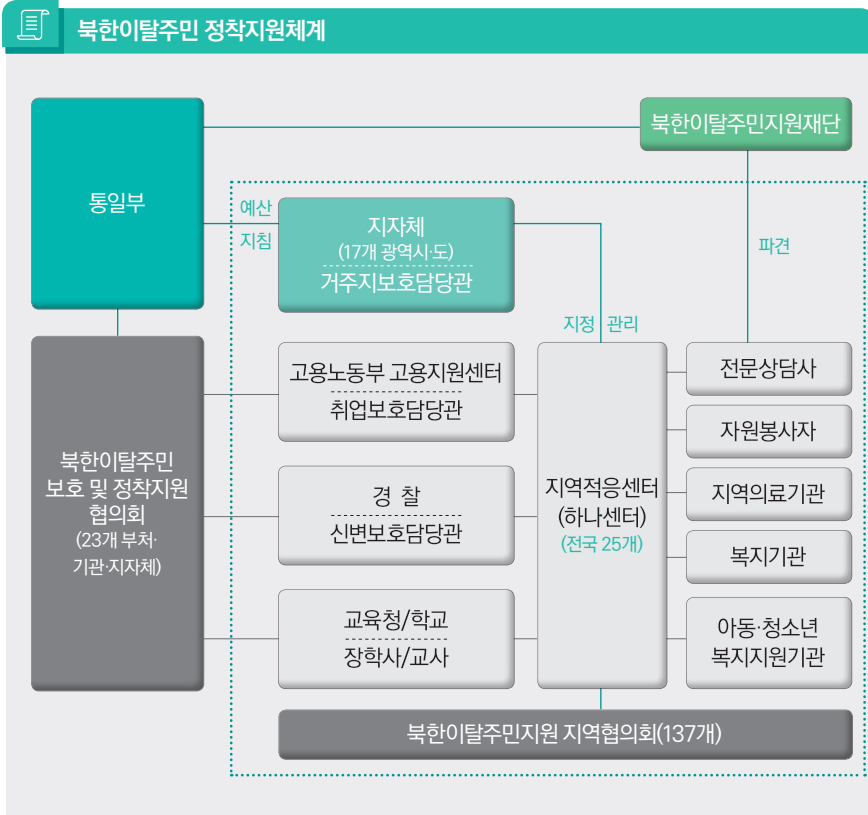 북한이탈주민 정착지원체계
통일부
북한이탈주민지원재단
예산
지침
지자체
(17개 광역시·도)
거주지보호담당관
파견
지정 관리
북한이탈주민
보호 및 정착지원
협의회
(23개 부처·
기관·지자체)
고용노동부 고용지원센터
취업보호담당관
경 찰
신변보호담당관
교육청/학교
장학사/교사
지역적응센터
(하나센터)
(전국 25개)
전문상담사
자원봉사자
지역의료기관
복지기관
아동·청소년
복지지원기관
북한이탈주민지원 지역협의회(137개)